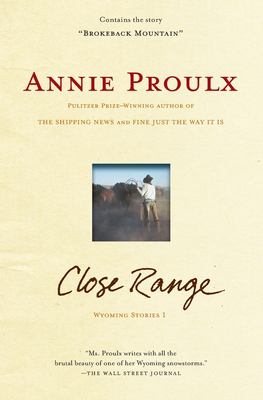 Contains the story
"Brokeback Mountain"
Annie Proulx
Pulitzer Prize–Winning author of
The Shipping News and Fine Just the Way It Is
Close Range
Wyoming Stories 1
"Ms. Proulx writes with all the
brutal beauty of one of her Wyoming snowstorms."
—The Wall Street Journal